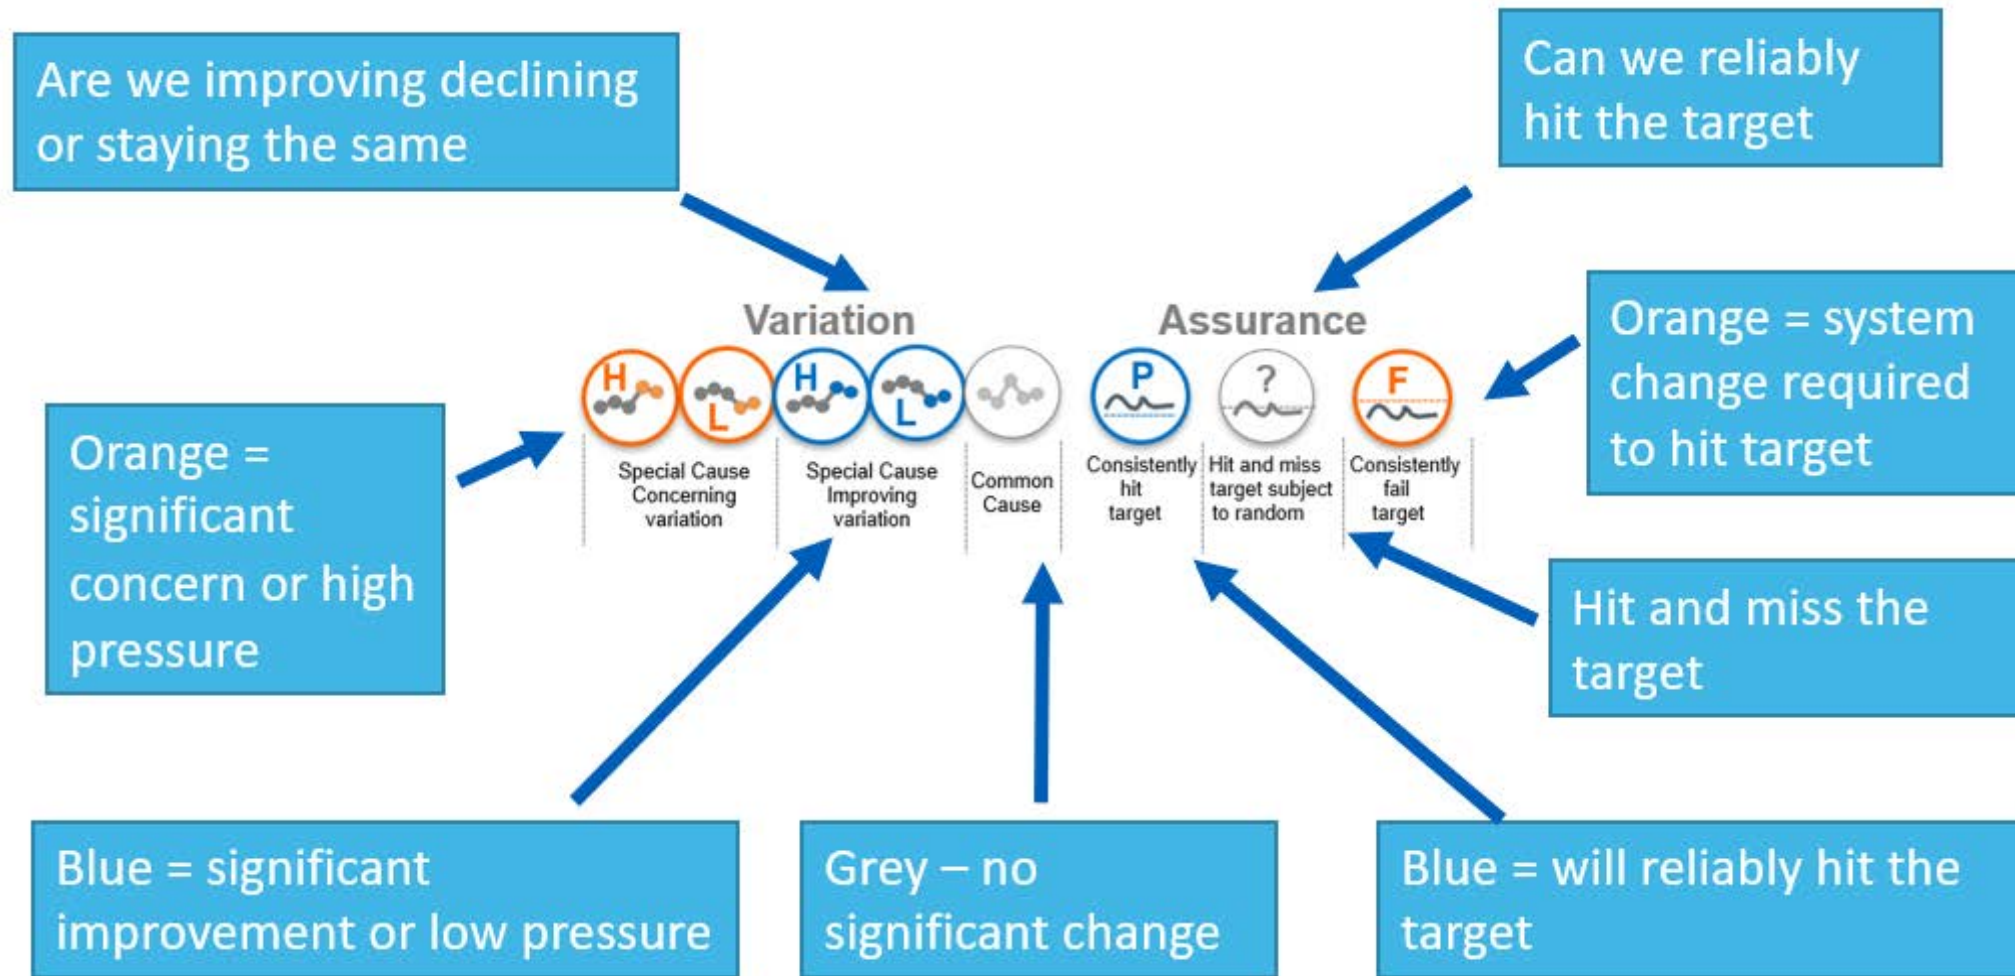 Are we improving declining
or staying the same
Can we reliably
hit the target
Variation
Assurance
Orange = system
change required
to hit target
Orange =
significant
concern or high
pressure
H
L
H
L
P
?
F
Special Cause
Concerning
variation
Special Cause
Improving
variation
Common
Cause
Consistently
hit
target
Hit and miss
target subject
to random
Consistently
fail
target
Hit and miss the
target
Blue = significant
improvement or low pressure
Grey – no
significant change
Blue = will reliably hit the
target